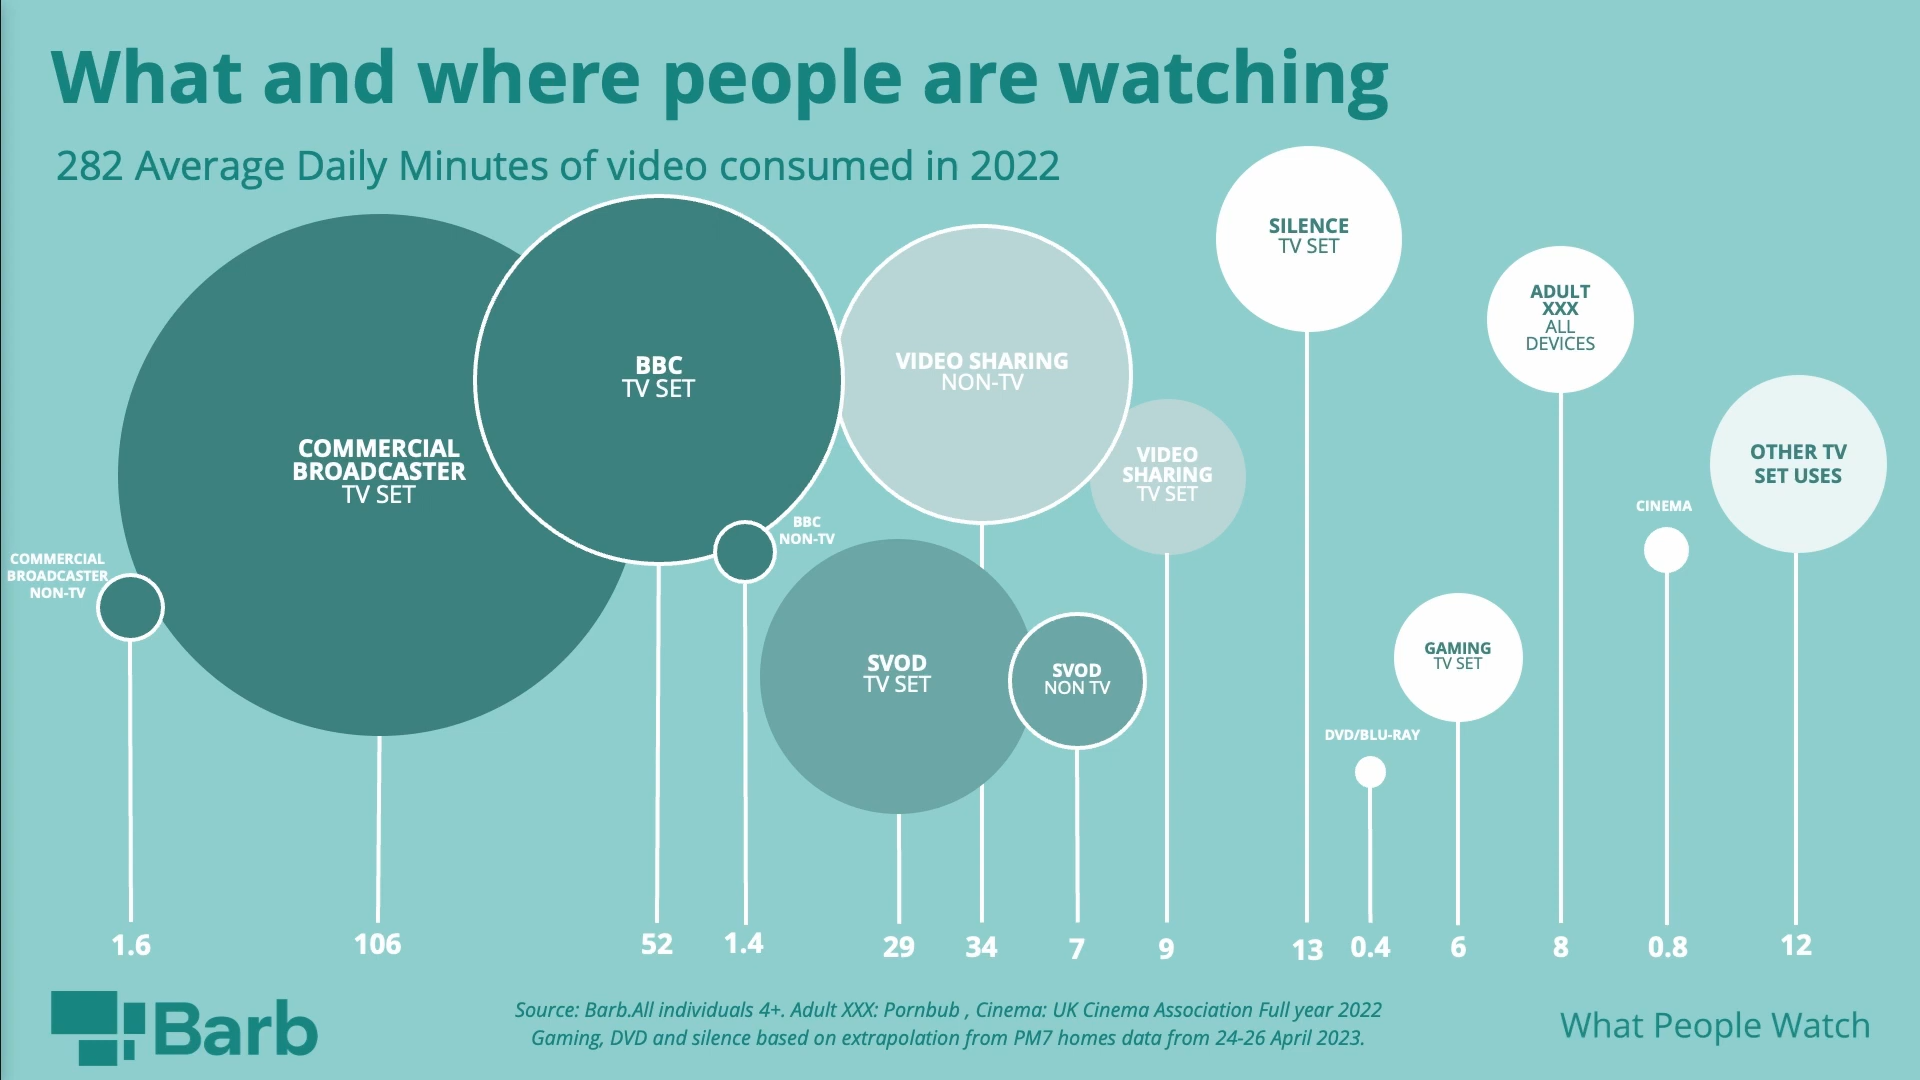 What and where people are watching
282 Average Daily Minutes of video consumed in 2022
SILENCE
TV SET
ADULT
XXX
ALL
DEVICES
BBC
TV SET
VIDEO SHARING
NON-TV
COMMERCIAL
BROADCASTER
TV SET
VIDEO
SHARING
TV SET
OTHER TV
SET USES
CINEMA
BBC
NON-TV
COMMERCIAL
BROADCASTER
NON-TV
SVOD
TV SET
SVOD
NON TV
GAMING
TV SET
DVD/BLU-RAY
1.6 106 52 1.4 29 34 7 9 13 0.4 6 8 0.8 12
Barb
Source: Barb.All individuals 4+. Adult XXX: Pornbub , Cinema: UK Cinema Association Full year 2022
Gaming, DVD and silence based on extrapolation from PM7 homes data from 24-26 April 2023.
What People Watch